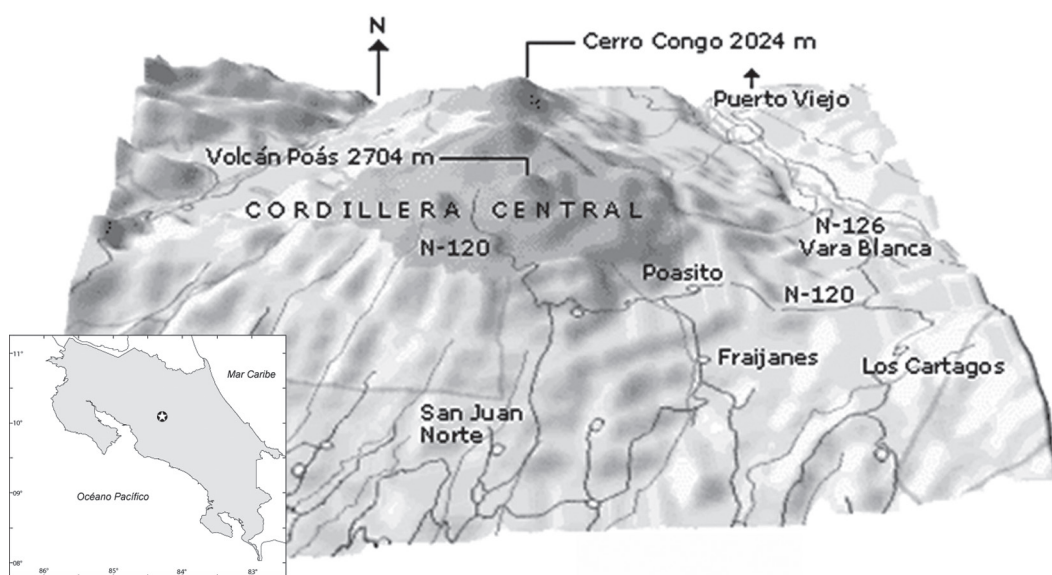 N
Cerro Congo 2024 m
Puerto Viejo
Volcán Poás 2704 m
CORDILLERA CENTRAL
N-126
Vara Blanca
N-120
Poasito
N-120
Fraijanes
Los Cartagos
San Juan
Norte
11°
Mar Caribe
10°
Océano Pacífico
09°
08°
86°
85°
84°
83°